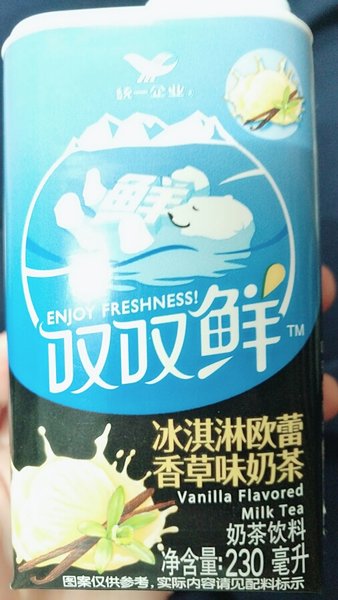 统一企业®
鲜
ENJOY FRESHNESS!
叹叹鲜™
冰淇淋欧蕾
香草味奶茶
Vanilla Flavored
Milk Tea
奶茶饮料
净含量:230 毫升
图案仅供参考,实际内容请见配料标示